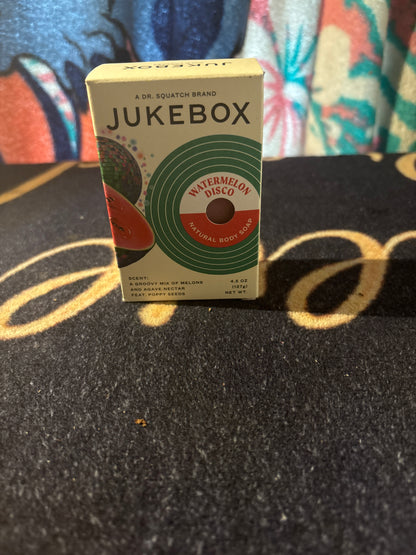 JUKEBOX
A DR. SQUATCH BRAND
JUKEBOX
WATERMELON
DISCO
NATURAL BODY SOAP
SCENT:
A GROOVY MIX OF MELONS
AND AGAVE NECTAR
FEAT. POPPY SEEDS
4.5 OZ
(127g)
NET WT.